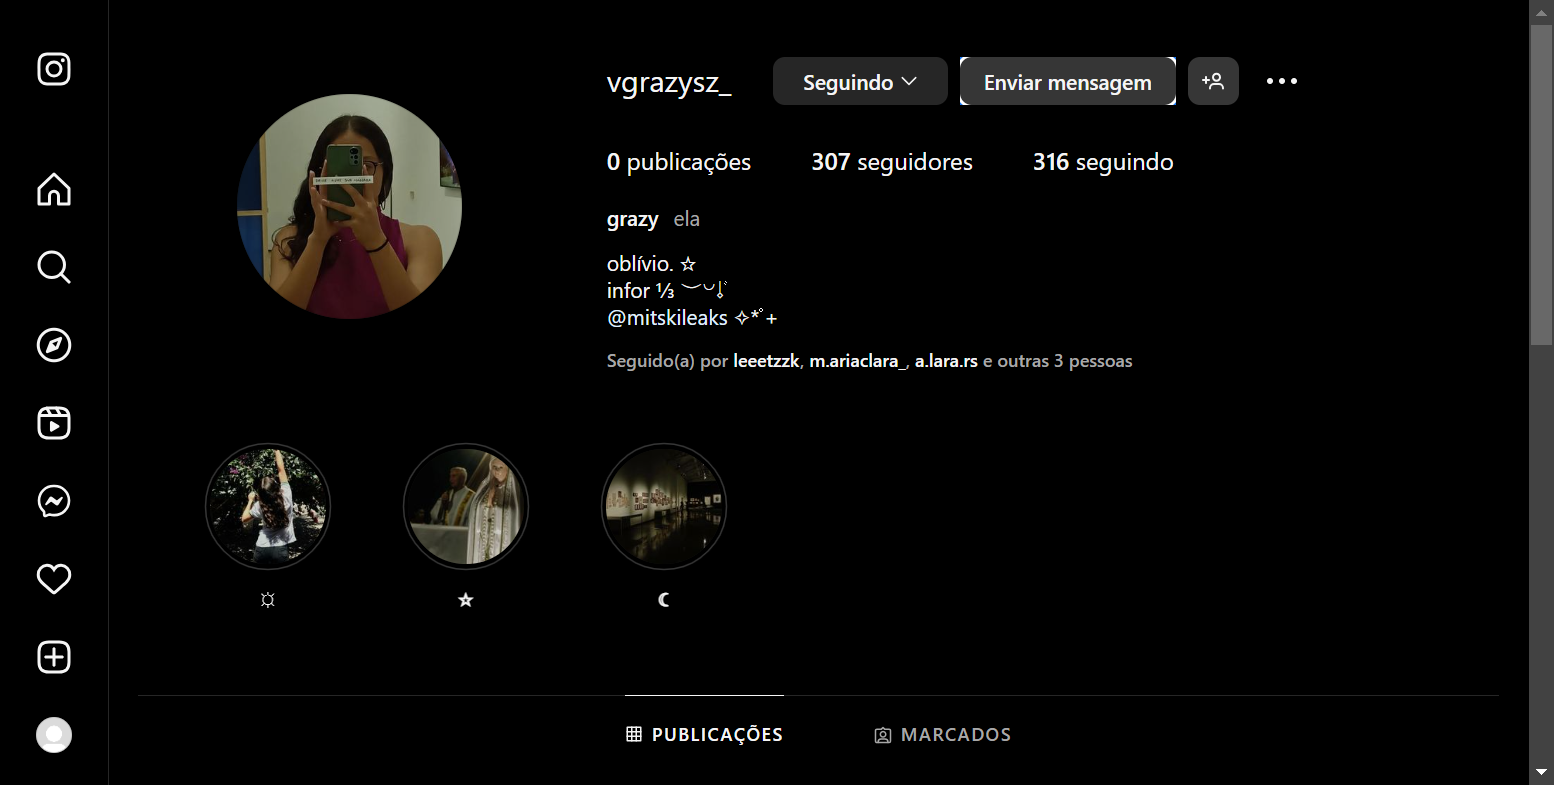 vgrazysz_ Seguindo Enviar mensagem
0 publicações 307 seguidores 316 seguindo
grazy ela
oblívio. ☆
infor ⅓
@mitskileaks ✧*˚+
Seguido(a) por leeetzzk, m.ariaclara_, a.lara.rs e outras 3 pessoas
PUBLICAÇÕES MARCADOS